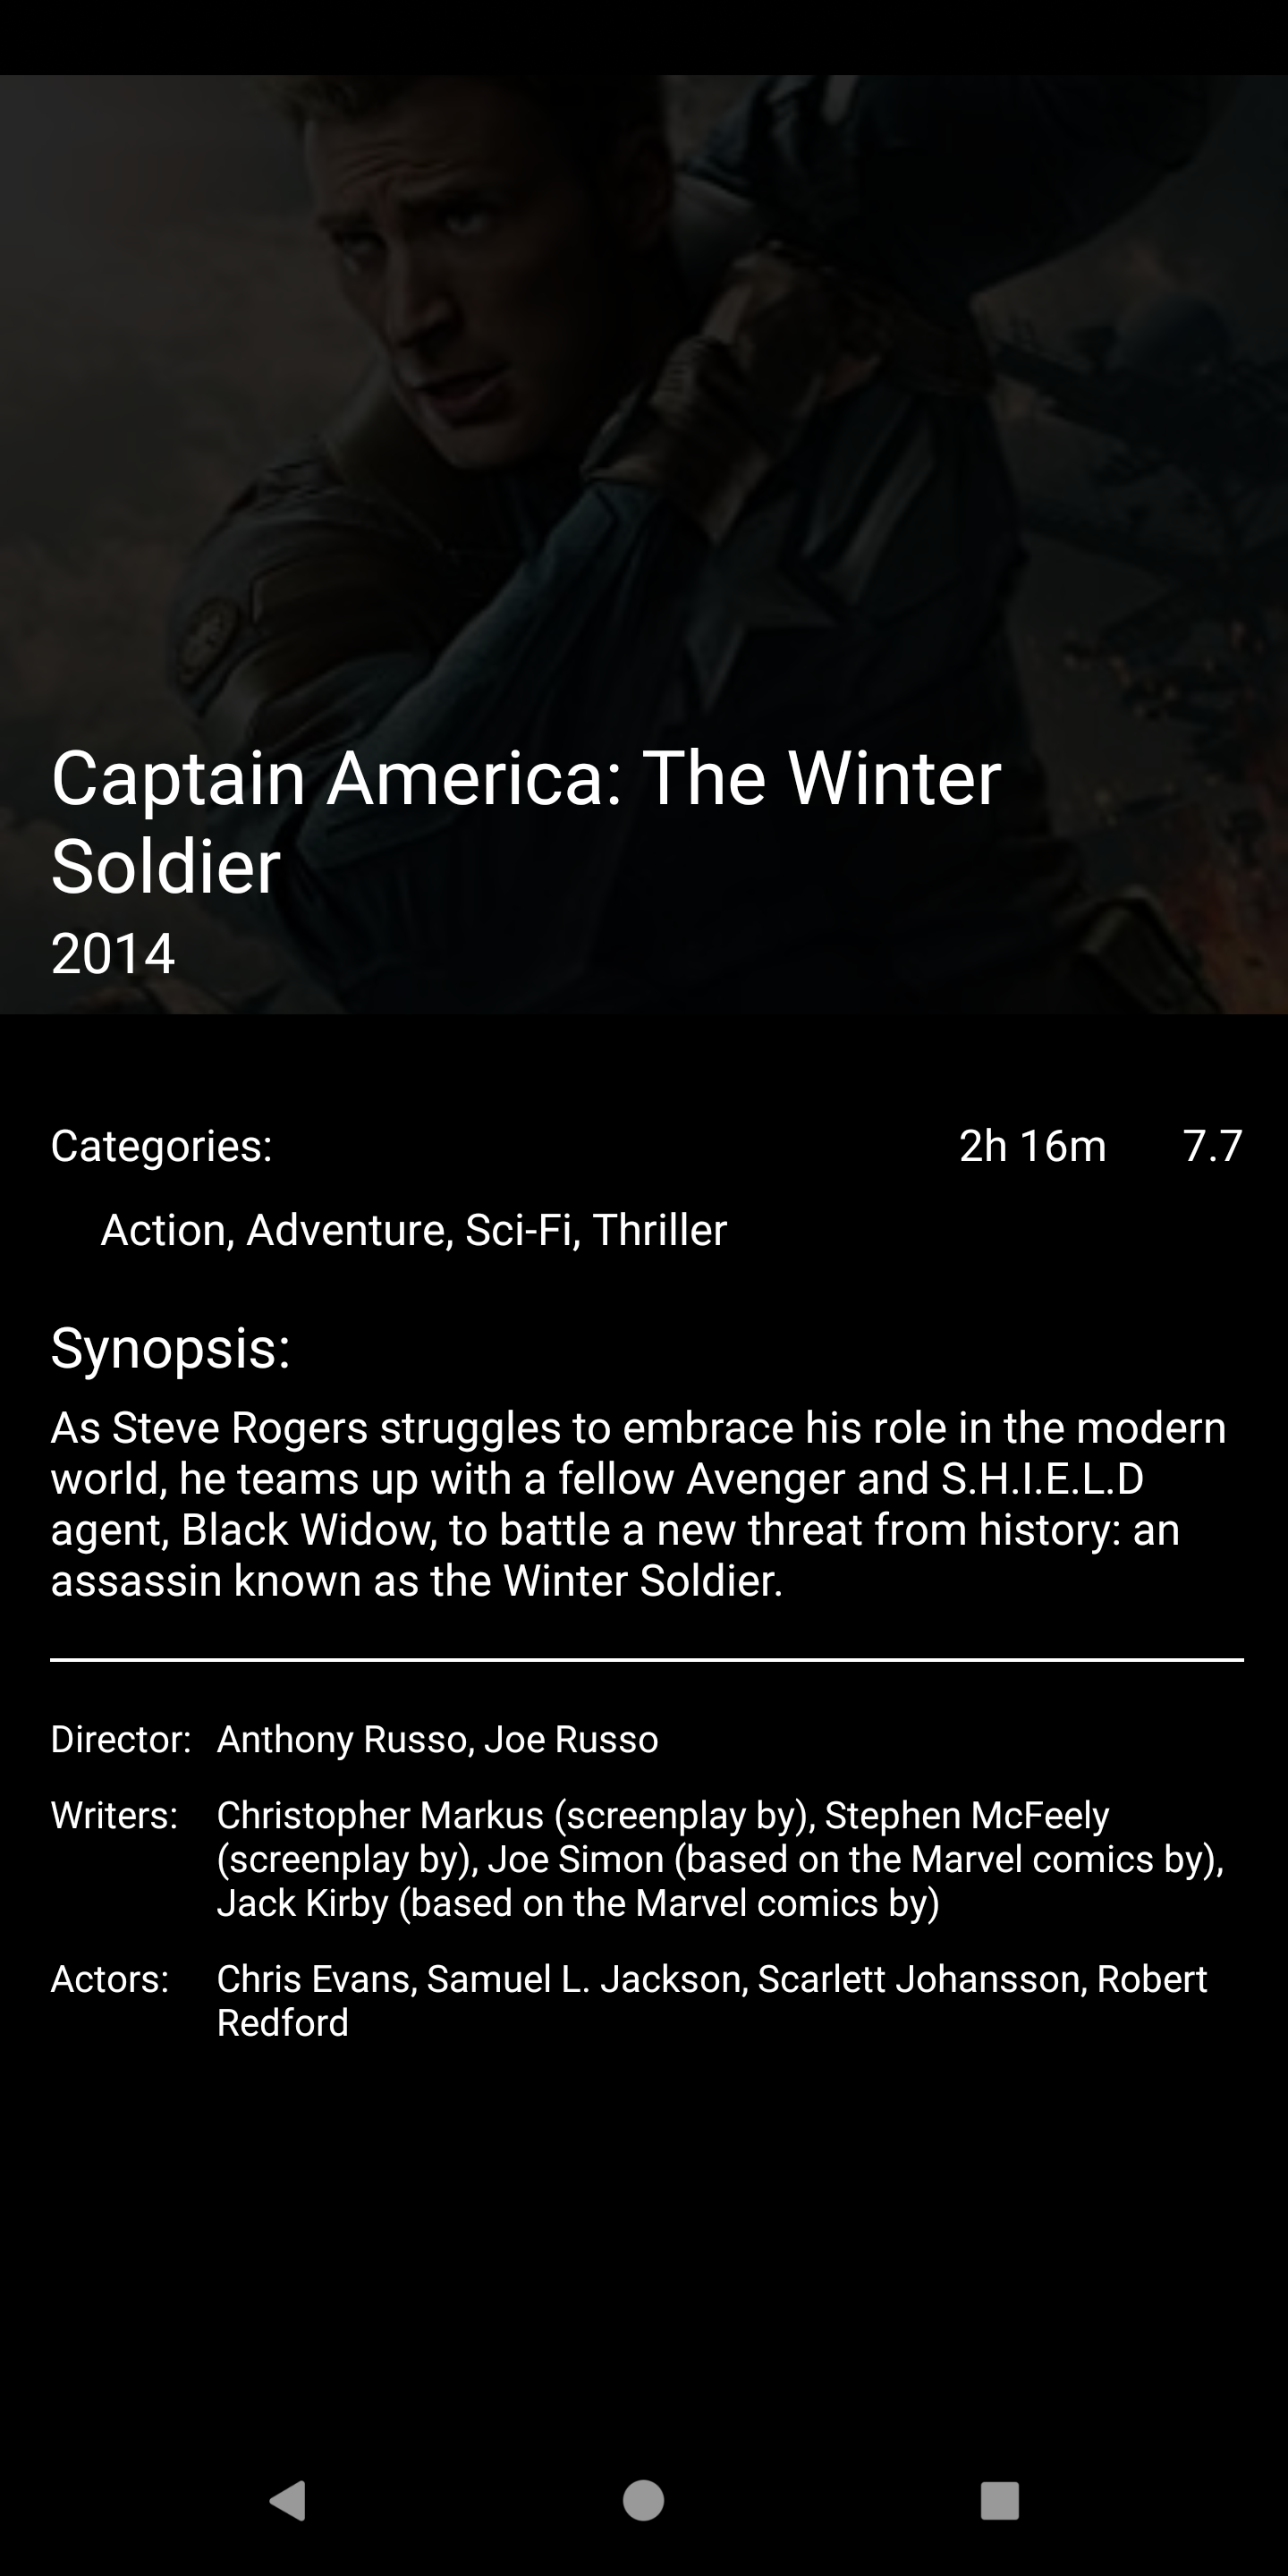 Captain America: The Winter
Soldier
2014
Categories:
2h 16m
7.7
Action, Adventure, Sci-Fi, Thriller
Synopsis:
As Steve Rogers struggles to embrace his role in the modern
world, he teams up with a fellow Avenger and S.H.I.E.L.D
agent, Black Widow, to battle a new threat from history: an
assassin known as the Winter Soldier.
Director: Anthony Russo, Joe Russo
Writers: Christopher Markus (screenplay by), Stephen McFeely
(screenplay by), Joe Simon (based on the Marvel comics by),
Jack Kirby (based on the Marvel comics by)
Actors: Chris Evans, Samuel L. Jackson, Scarlett Johansson, Robert
Redford